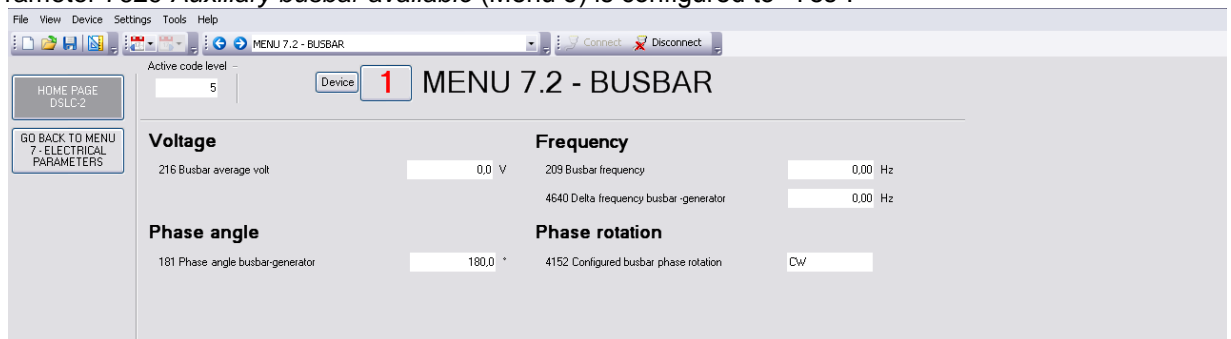 Auxiliary busbar available (Menu 5) is configured to "Yes".
File View Device Settings Tools Help
MENU 7.2 - BUSBAR Connect Disconnect
Active code level
5
Device 1 MENU 7.2 - BUSBAR
HOME PAGE
DSLC-2
GO BACK TO MENU
7 - ELECTRICAL
PARAMETERS
Voltage
216 Busbar average volt 0,0 V
Frequency
209 Busbar frequency 0,00 Hz
4640 Delta frequency busbar -generator 0,00 Hz
Phase angle
181 Phase angle busbar-generator 180,0 °
Phase rotation
4152 Configured busbar phase rotation CW